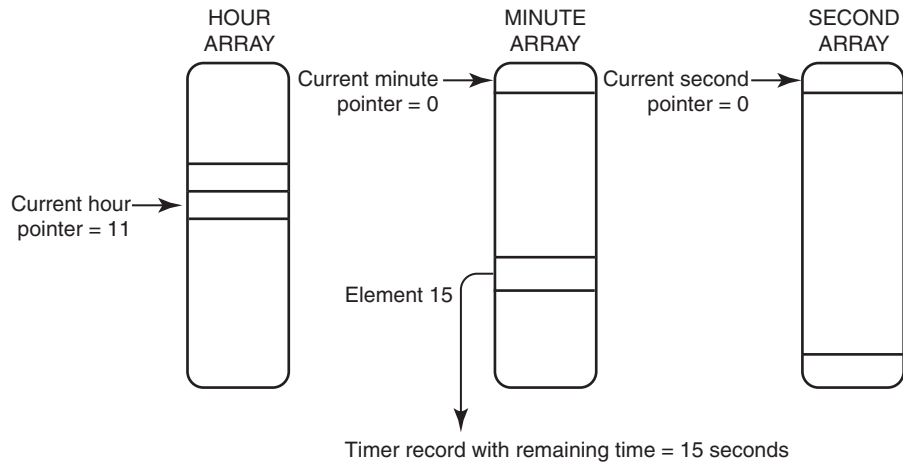 HOUR
ARRAY
MINUTE
ARRAY
SECOND
ARRAY
Current minute
pointer = 0
Current second
pointer = 0
Current hour
pointer = 11
Element 15
Timer record with remaining time = 15 seconds